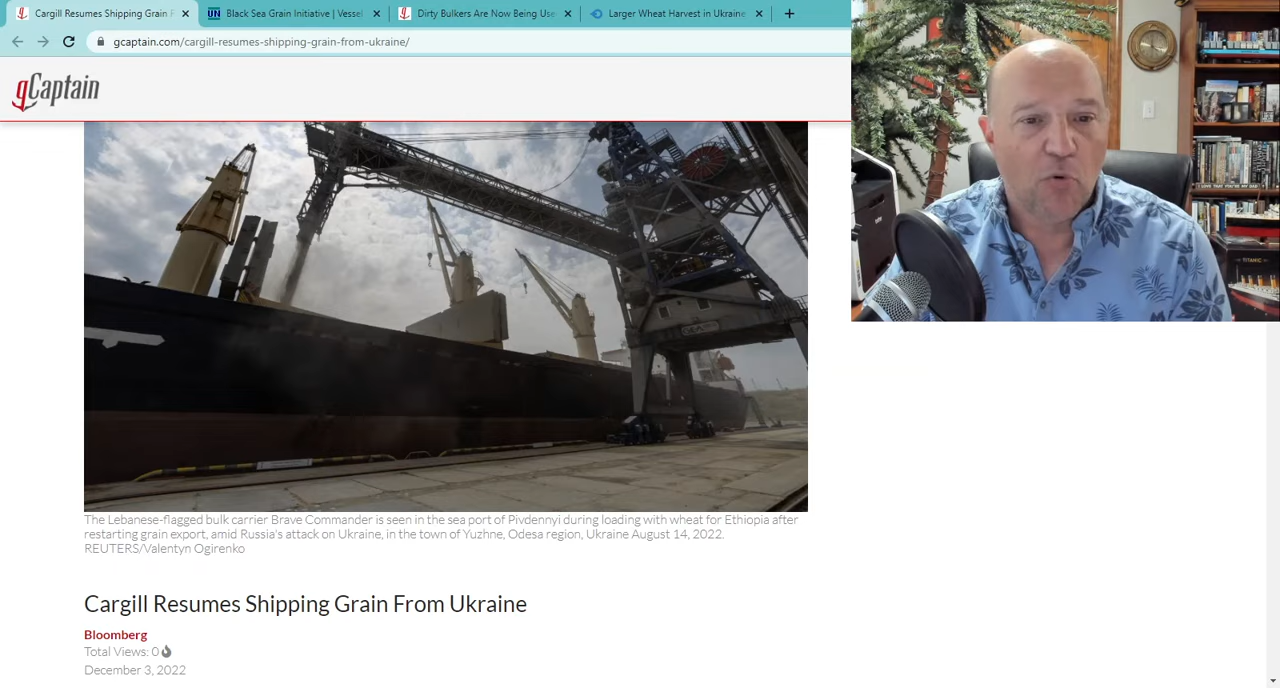 Cargill Resumes Shipping Grain F
Black Sea Grain Initiative | Vessel
Dirty Bulkers Are Now Being Use
Larger Wheat Harvest in Ukraine
gcaptain.com/cargill-resumes-shipping-grain-from-ukraine/
gCaptain
The Lebanese-flagged bulk carrier Brave Commander is seen in the sea port of Pivdennyi during loading with wheat for Ethiopia after
restarting grain export, amid Russia's attack on Ukraine, in the town of Yuzhne, Odesa region, Ukraine August 14, 2022.
REUTERS/Valentyn Ogirenko
Cargill Resumes Shipping Grain From Ukraine
Bloomberg
Total Views: 0
December 3, 2022
TITANIC